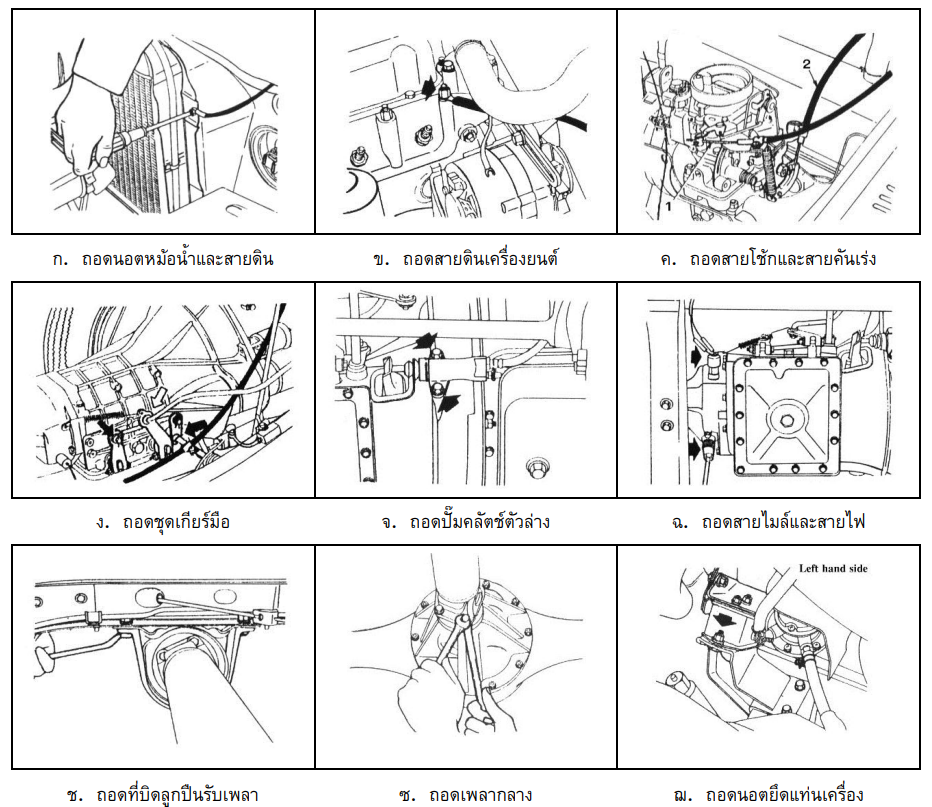 2
1
ก. ถอดนอตหม้อน้ำและสายดิน
ข. ถอดสายดินเครื่องยนต์
ค. ถอดสายโช้กและสายคันเร่ง
ง. ถอดชุดเกียร์มือ
จ. ถอดปั๊มคลัตช์ตัวล่าง
ฉ. ถอดสายไมล์และสายไฟ
Left hand side
ช. ถอดที่บิดลูกปืนรับเพลา
ซ. ถอดเพลากลาง
ฌ. ถอดนอตยึดแท่นเครื่อง